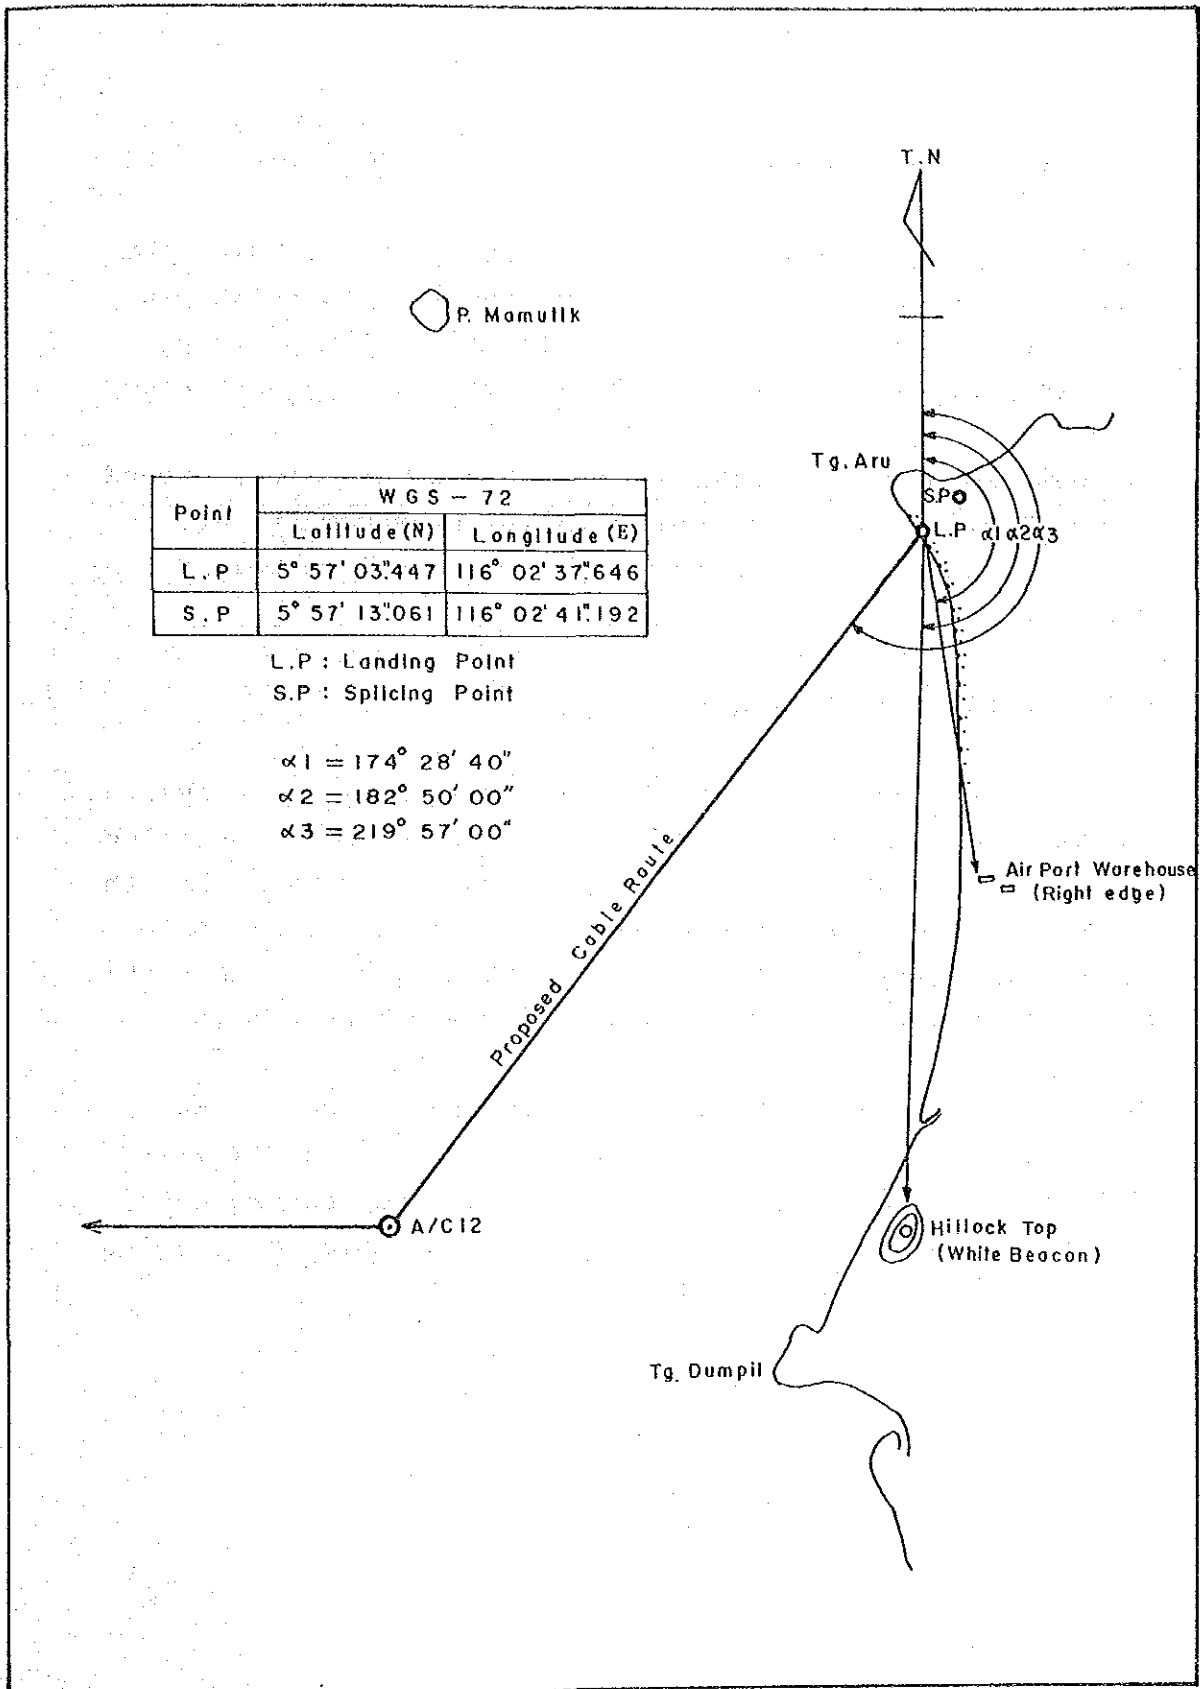 T.N
P. Mamutik
Tg. Aru
S.P
L.P α1 α2 α3
Point WGS - 72
Latitude (N) Longitude (E)
L.P 5° 57' 03."447 116° 02' 37."646
S.P 5° 57' 13."061 116° 02' 41."192
L.P : Landing Point
S.P : Splicing Point
α1 = 174° 28' 40"
α2 = 182° 50' 00"
α3 = 219° 57' 00"
Proposed Cable Route
Air Port Warehouse
(Right edge)
A/C12
Hillock Top
(White Beacon)
Tg. Dumpil